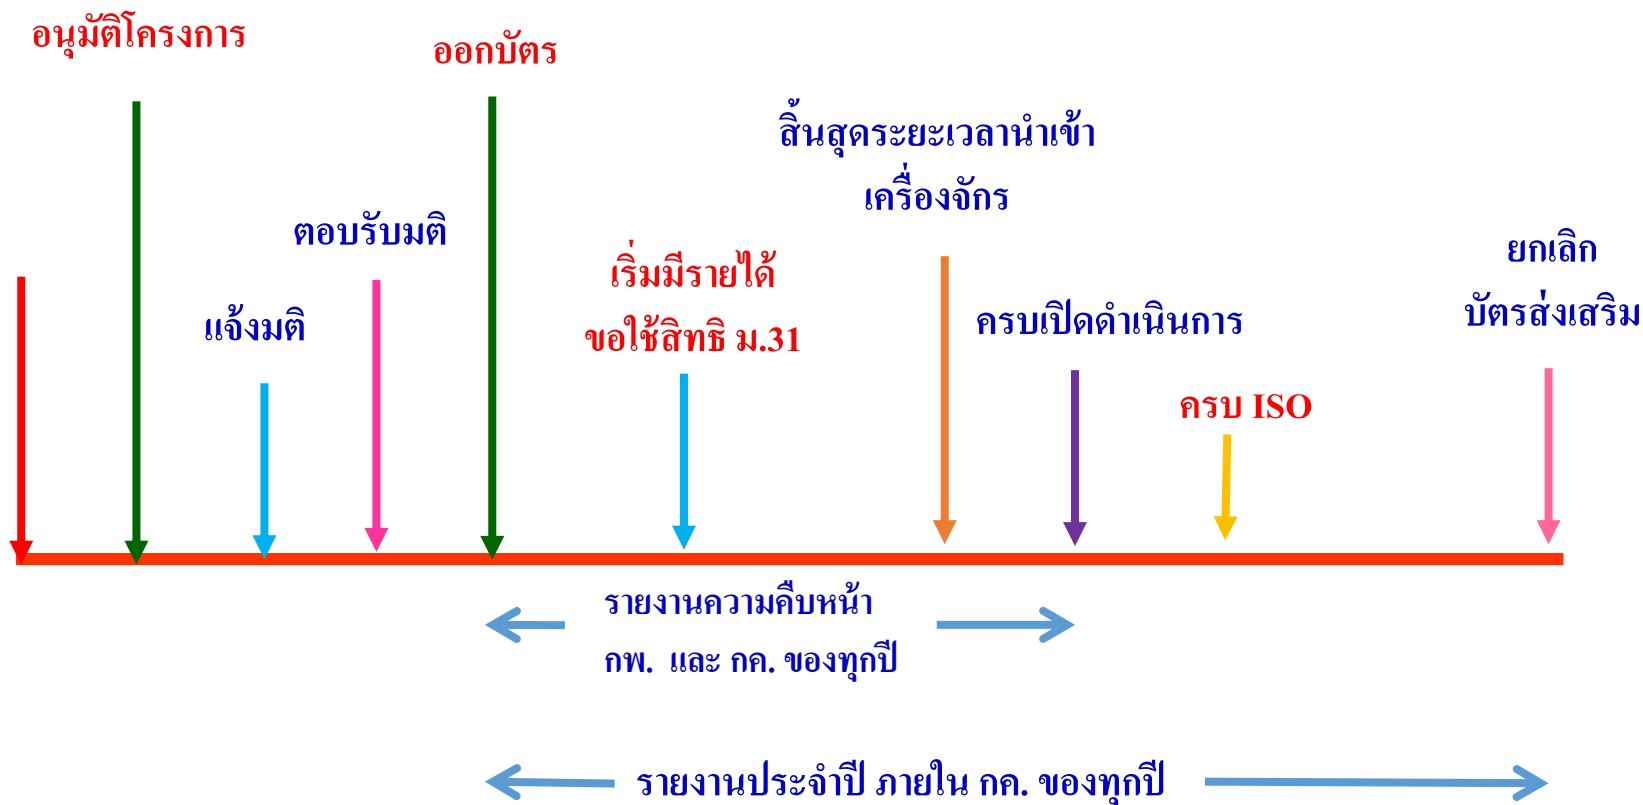 อนุมัติโครงการ
ออกบัตร
สิ้นสุดระยะเวลานำเข้า
เครื่องจักร
ตอบรับมติ
แจ้งมติ
เริ่มมีรายได้
ขอใช้สิทธิ ม.31
ครบเปิดดำเนินการ
ครบ ISO
ยกเลิก
บัตรส่งเสริม
รายงานความคืบหน้า
กพ. และ กค. ของทุกปี
รายงานประจำปี ภายใน กค. ของทุกปี